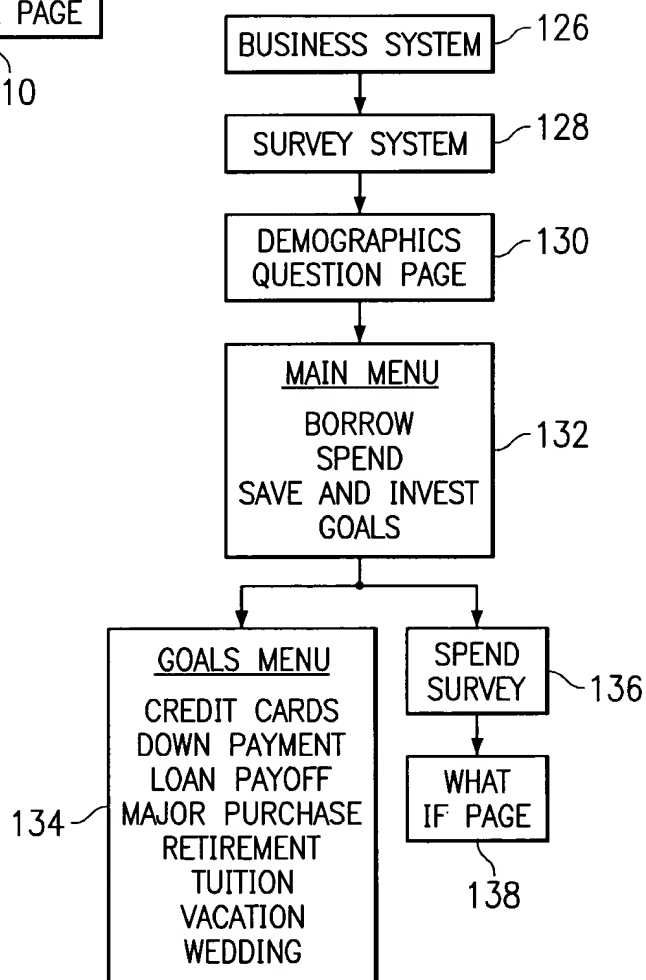 PAGE
10
BUSINESS SYSTEM
126
SURVEY SYSTEM
128
DEMOGRAPHICS
QUESTION PAGE
130
MAIN MENU
BORROW
SPEND
SAVE AND INVEST
GOALS
132
GOALS MENU
CREDIT CARDS
DOWN PAYMENT
LOAN PAYOFF
MAJOR PURCHASE
RETIREMENT
TUITION
VACATION
WEDDING
134
SPEND
SURVEY
136
WHAT
IF PAGE
138